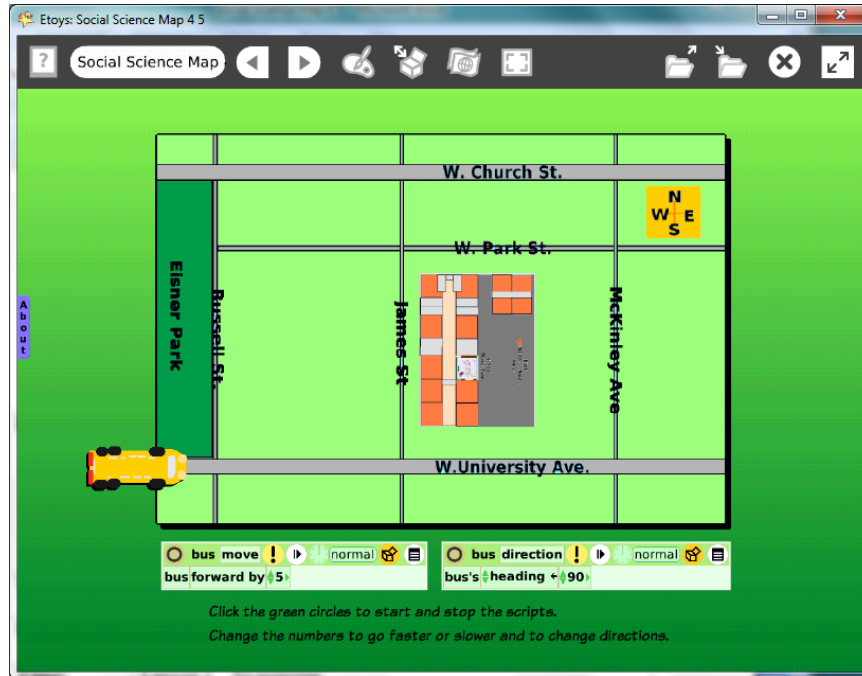 Etoys: Social Science Map 4 5
Social Science Map
W. Church St.
N
W E
S
W. Park St.
Eisner Park
Russell St.
James St
McKinley Ave
About
W.University Ave.
bus move ! normal
bus forward by 5
bus direction ! normal
bus's heading ← 90
Click the green circles to start and stop the scripts.
Change the numbers to go faster or slower and to change directions.